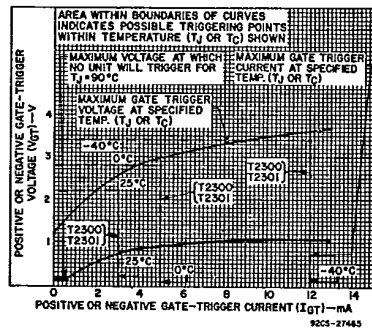 AREA WITHIN BOUNDARIES OF CURVES
INDICATES POSSIBLE TRIGGERING POINTS
WITHIN TEMPERATURE (TJ OR TC) SHOWN
MAXIMUM VOLTAGE AT WHICH
NO UNIT WILL TRIGGER FOR
TJ=90°C
MAXIMUM GATE TRIGGER
CURRENT AT SPECIFIED
TEMP. (TJ OR TC)
MAXIMUM GATE TRIGGER
VOLTAGE AT SPECIFIED
TEMP. (TJ OR TC)
POSITIVE OR NEGATIVE GATE-TRIGGER
VOLTAGE (VGT)—V
4
3
2
1
-40°C
0°C
25°C
T2300
T2301
T2300
T2301
T2300
T2301
25°C
0°C
-40°C
0 2 4 6 8 10 12 14
POSITIVE OR NEGATIVE GATE-TRIGGER CURRENT (IGT)—mA
92CS-27465